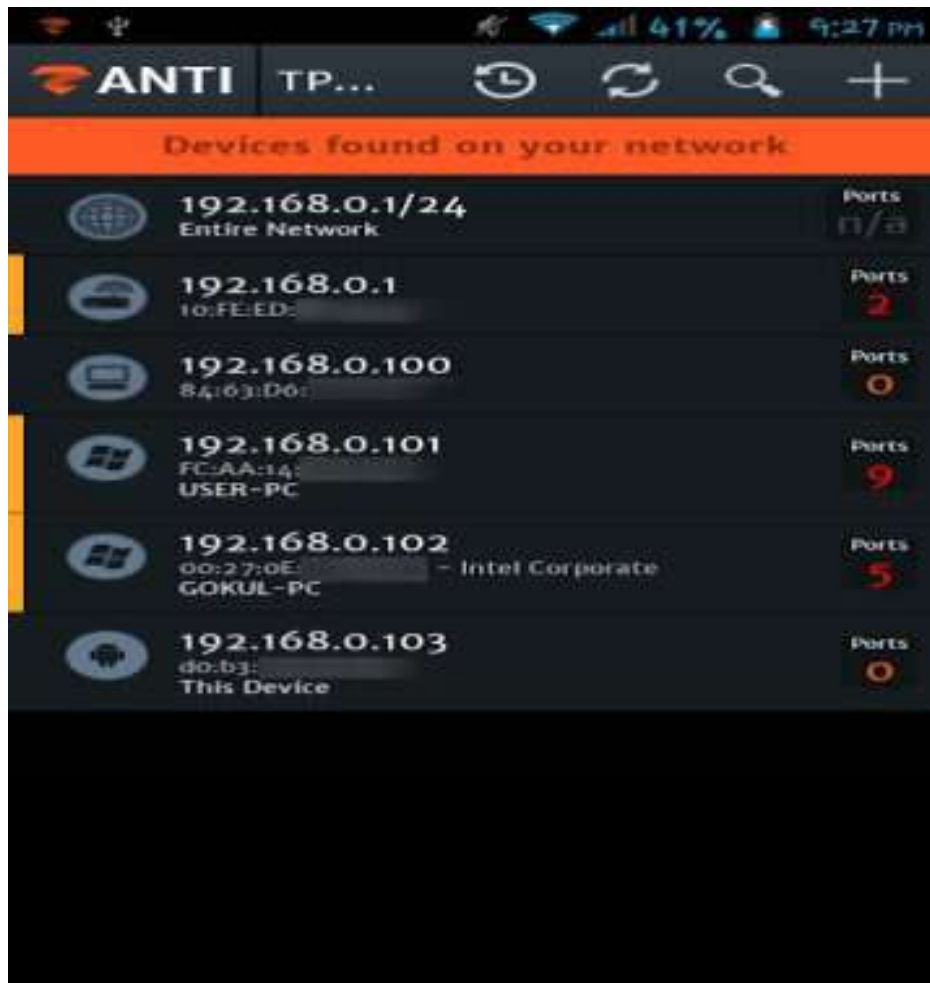 41% 9:27 PM
ANTI TP...
Devices found on your network
192.168.0.1/24
Entire Network
Ports
n/a
192.168.0.1
10:FE:ED:
Ports
2
192.168.0.100
84:63:D6:
Ports
0
192.168.0.101
FC:AA:14:
USER-PC
Ports
9
192.168.0.102
00:27:0E: - Intel Corporate
GOKUL-PC
Ports
5
192.168.0.103
d0:b3:
This Device
Ports
0